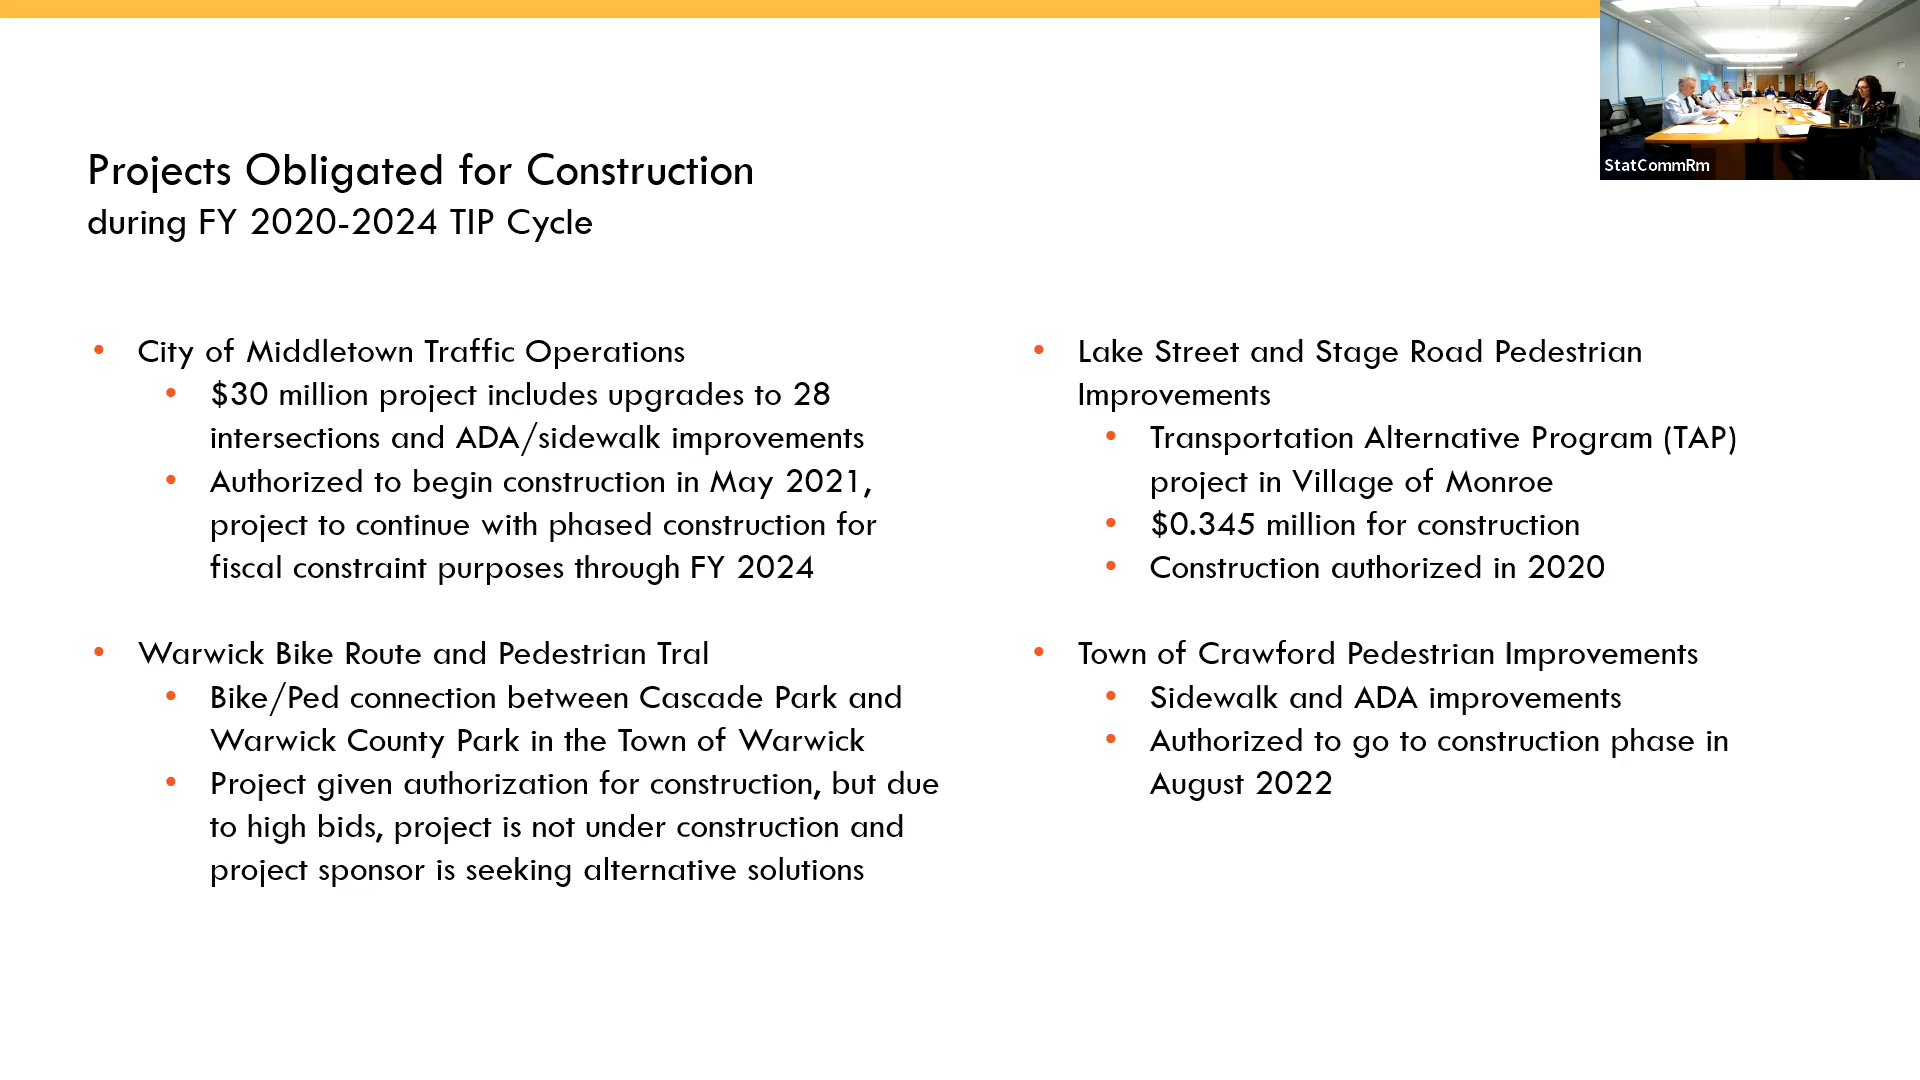 Projects Obligated for Construction
during FY 2020-2024 TIP Cycle
City of Middletown Traffic Operations
$30 million project includes upgrades to 28
intersections and ADA/sidewalk improvements
Authorized to begin construction in May 2021,
project to continue with phased construction for
fiscal constraint purposes through FY 2024
Warwick Bike Route and Pedestrian Tral
Bike/Ped connection between Cascade Park and
Warwick County Park in the Town of Warwick
Project given authorization for construction, but due
to high bids, project is not under construction and
project sponsor is seeking alternative solutions
Lake Street and Stage Road Pedestrian
Improvements
Transportation Alternative Program (TAP)
project in Village of Monroe
$0.345 million for construction
Construction authorized in 2020
Town of Crawford Pedestrian Improvements
Sidewalk and ADA improvements
Authorized to go to construction phase in
August 2022
StatCommRm